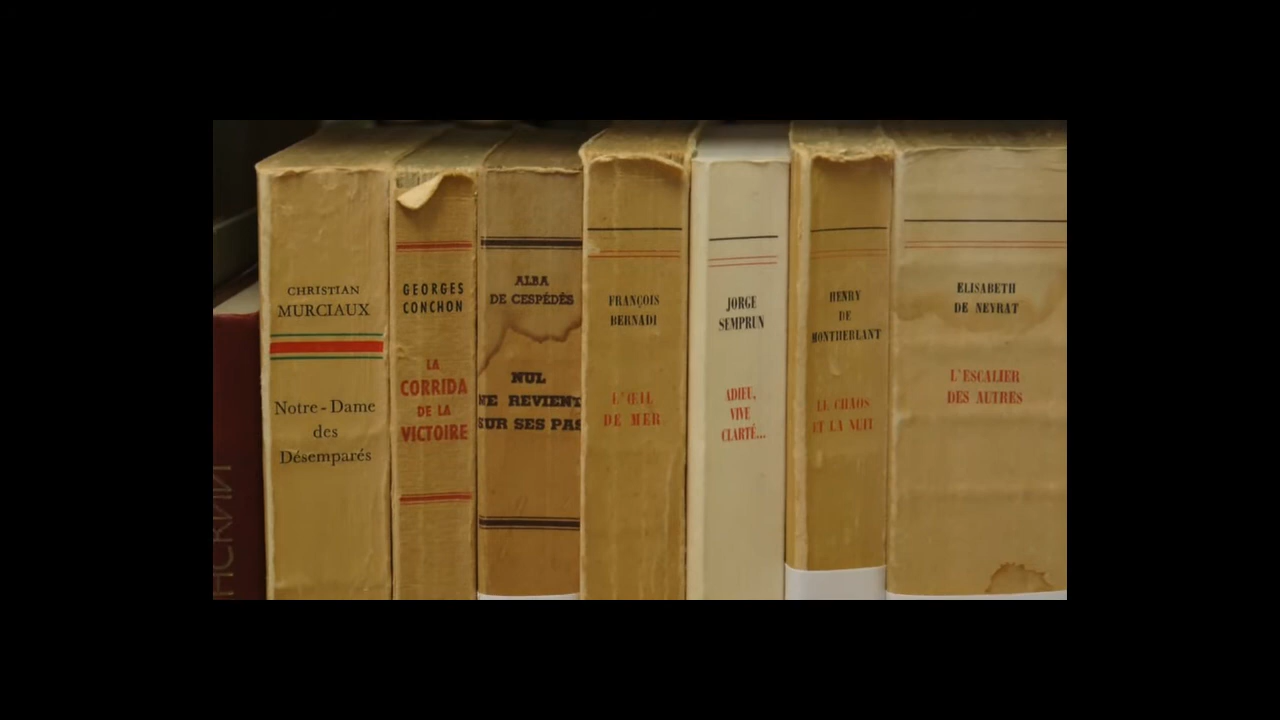 CHRISTIAN
MURCIAUX
Notre-Dame
des
Désemparés
GEORGES
CONCHON
LA
CORRIDA
DE LA
VICTOIRE
ALBA
DE CESPÉDÈS
NUL
NE REVIENT
SUR SES PAS
FRANÇOIS
BERNADI
L'ŒIL
DE MER
JORGE
SEMPRUN
ADIEU,
VIVE
CLARTÉ...
HENRY
DE
MONTHERLANT
LE CHAOS
ET LA NUIT
ELISABETH
DE NEYRAT
L'ESCALIER
DES AUTRES